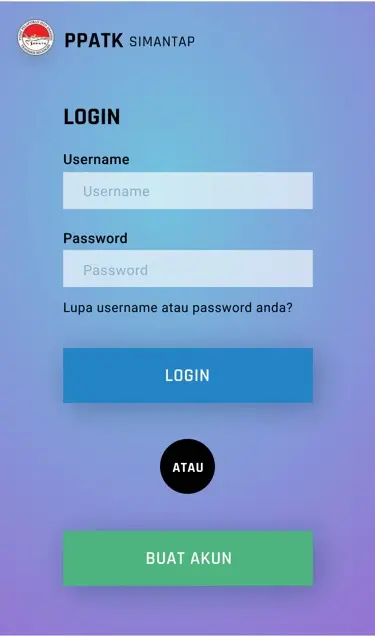 PPATK SIMANTAP
LOGIN
Username
Username
Password
Password
Lupa username atau password anda?
LOGIN
ATAU
BUAT AKUN